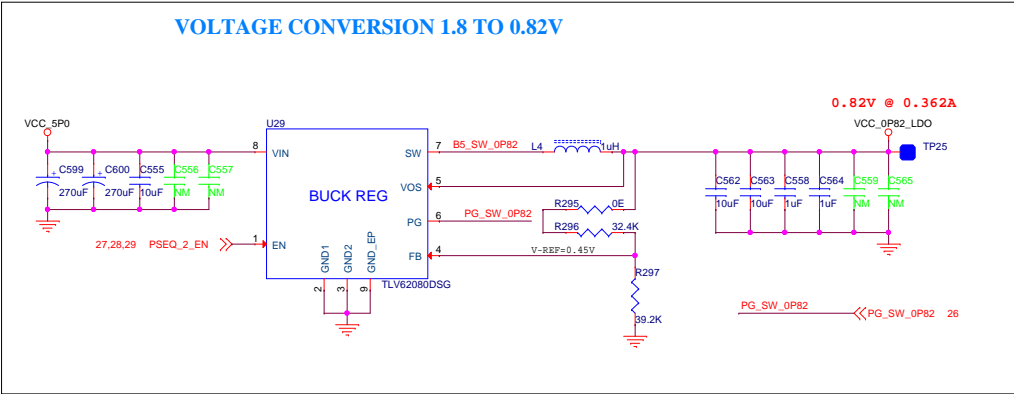 VOLTAGE CONVERSION 1.8 TO 0.82V
0.82V @ 0.362A
VCC_5P0
U29
VCC_0P82_LDO
TP25
8
VIN
SW
7
B5_SW_0P82
L4
1uH
C599
270uF
C600
270uF
C555
10uF
C556
NM
C557
NM
BUCK REG
VOS
5
PG
6
PG_SW_0P82
R295
0E
R296
32.4K
C562
10uF
C563
10uF
C558
1uF
C564
1uF
C559
NM
C565
NM
27,28,29
PSEQ_2_EN
1
EN
GND1
GND2
GND_EP
FB
4
V-REF=0.45V
2
3
9
TLV62080DSG
R297
39.2K
PG_SW_0P82
PG_SW_0P82
26